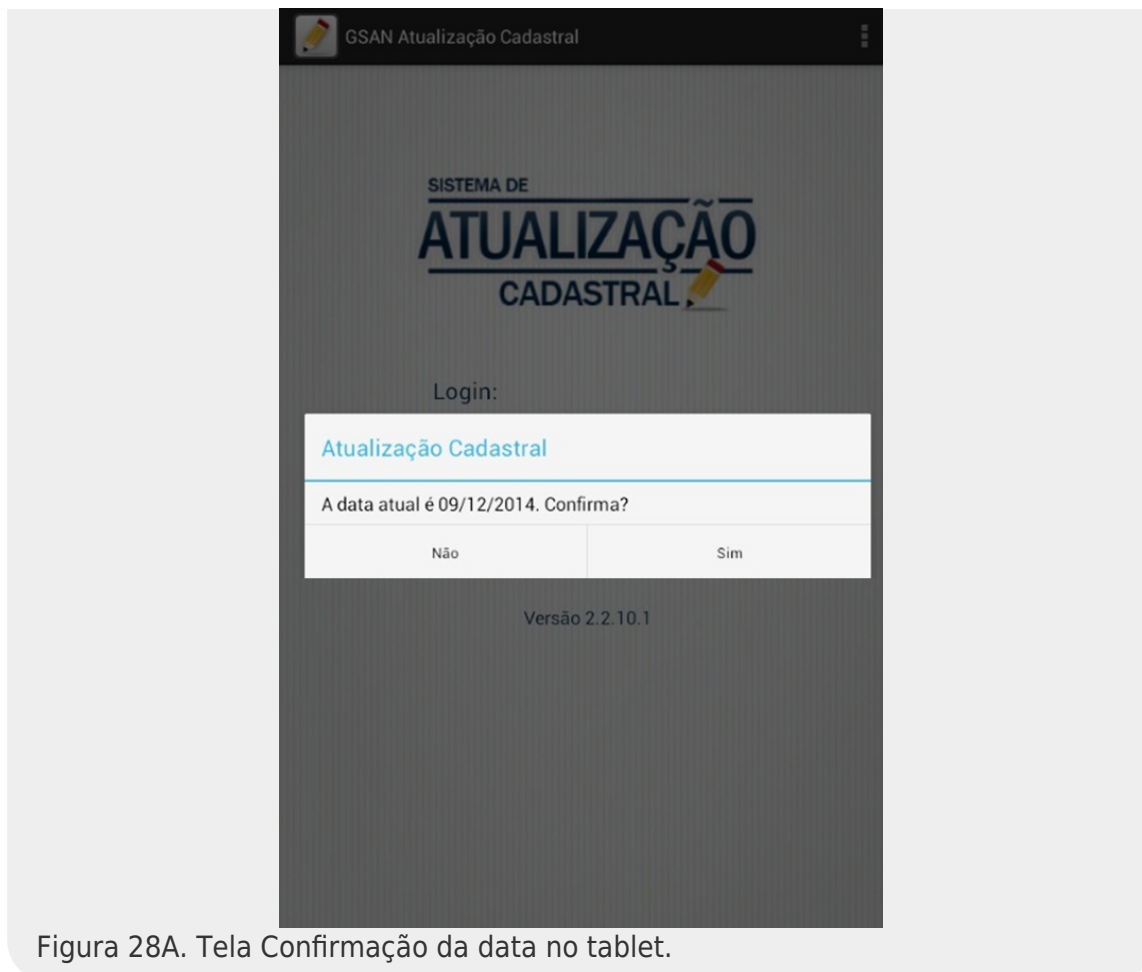 GSAN Atualização Cadastral
SISTEMA DE
ATUALIZAÇÃO
CADASTRAL
Login:
Atualização Cadastral
A data atual é 09/12/2014. Confirma?
Não Sim
Versão 2.2.10.1
Figura 28A. Tela Confirmação da data no tablet.